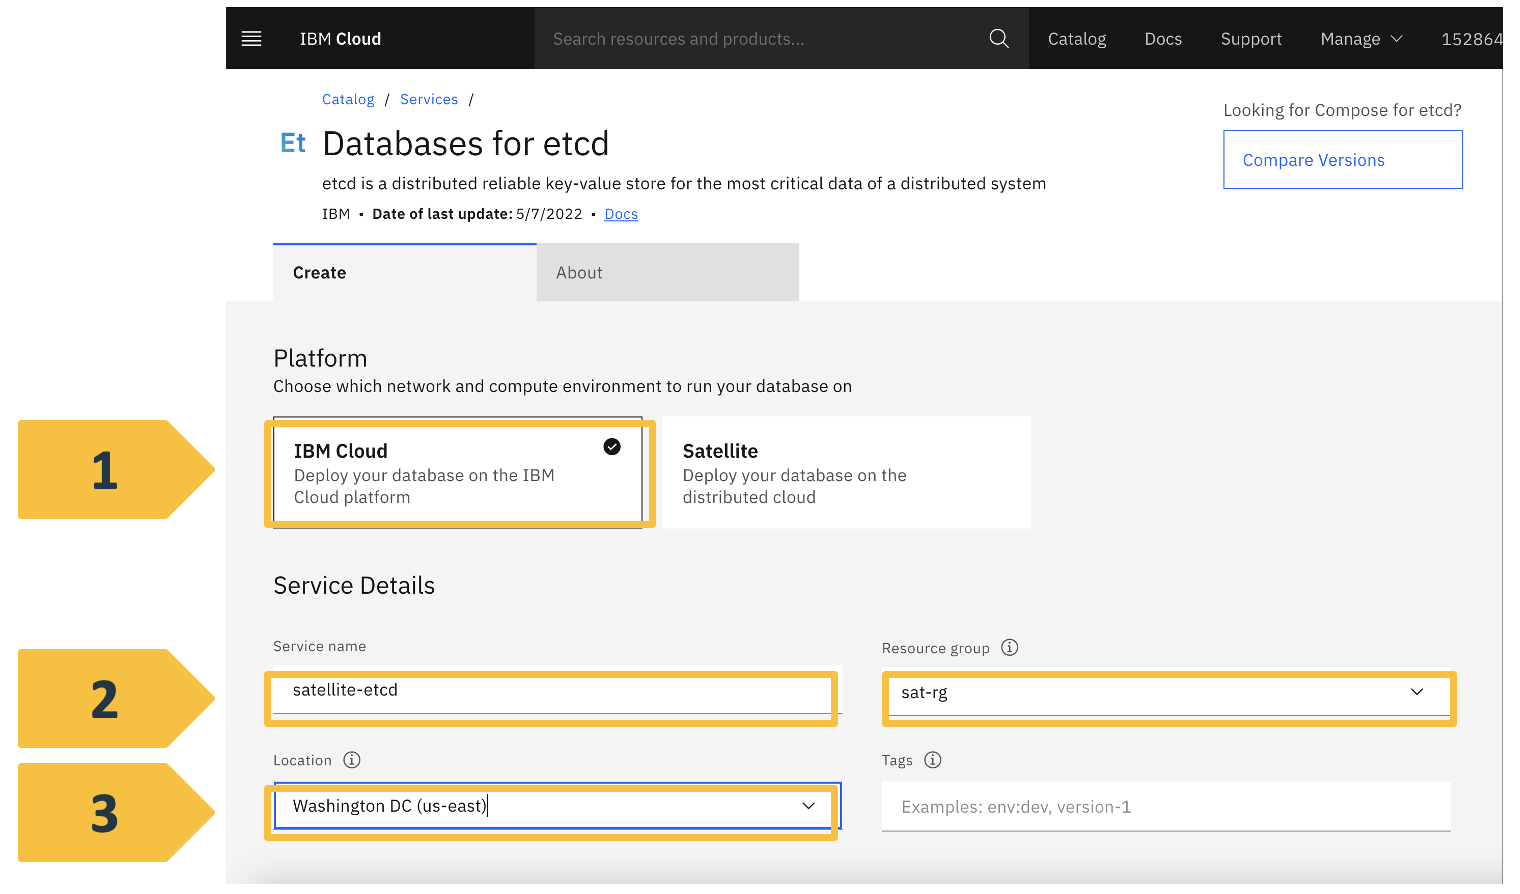 IBM Cloud
Search resources and products...
Catalog
Docs
Support
Manage
152864
Catalog / Services /
Looking for Compose for etcd?
Et Databases for etcd
Compare Versions
etcd is a distributed reliable key-value store for the most critical data of a distributed system
IBM • Date of last update: 5/7/2022 • Docs
Create
About
Platform
Choose which network and compute environment to run your database on
1
IBM Cloud
Deploy your database on the IBM
Cloud platform
Satellite
Deploy your database on the
distributed cloud
Service Details
2
Service name
satellite-etcd
Resource group
sat-rg
3
Location
Washington DC (us-east)
Tags
Examples: env:dev, version-1